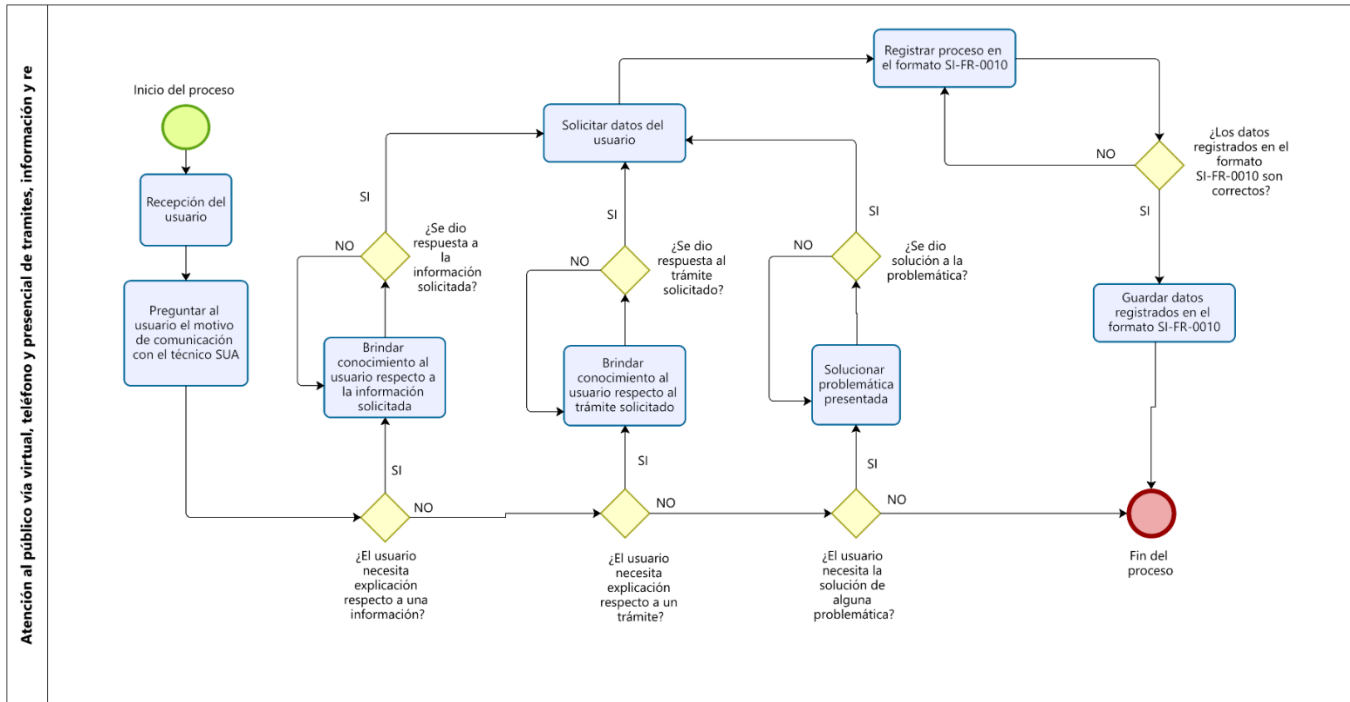 Atención al público vía virtual, teléfono y presencial de tramites, información y re
Inicio del proceso
Recepción del
usuario
Preguntar al
usuario el motivo
de comunicación
con el técnico SUA
¿El usuario
necesita
explicación
respecto a una
información?
SI
NO
Brindar
conocimiento al
usuario respecto a
la información
solicitada
¿Se dio
respuesta a
la
información
solicitada?
NO
SI
¿El usuario
necesita
explicación
respecto a un
trámite?
SI
NO
Brindar
conocimiento al
usuario respecto al
trámite solicitado
¿Se dio
respuesta al
trámite
solicitado?
NO
SI
¿El usuario
necesita la
solución de
alguna
problemática?
SI
NO
Solucionar
problemática
presentada
¿Se dio
solución a la
problemática?
NO
SI
Solicitar datos del
usuario
Registrar proceso en
el formato SI-FR-0010
¿Los datos
registrados en el
formato
SI-FR-0010 son
correctos?
NO
SI
Guardar datos
registrados en el
formato SI-FR-0010
Fin del
proceso